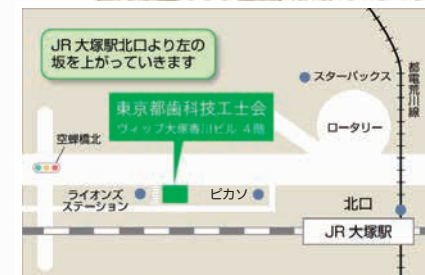 JR 大塚駅北口より左の
坂を上がっていきます
スターバックス
都電荒川線
東京都歯科技工士会
ヴィップ大塚香川ビル 4 階
ロータリー
空蝉橋北
ライオンズ
ステーション
ピカソ
北口
JR 大塚駅